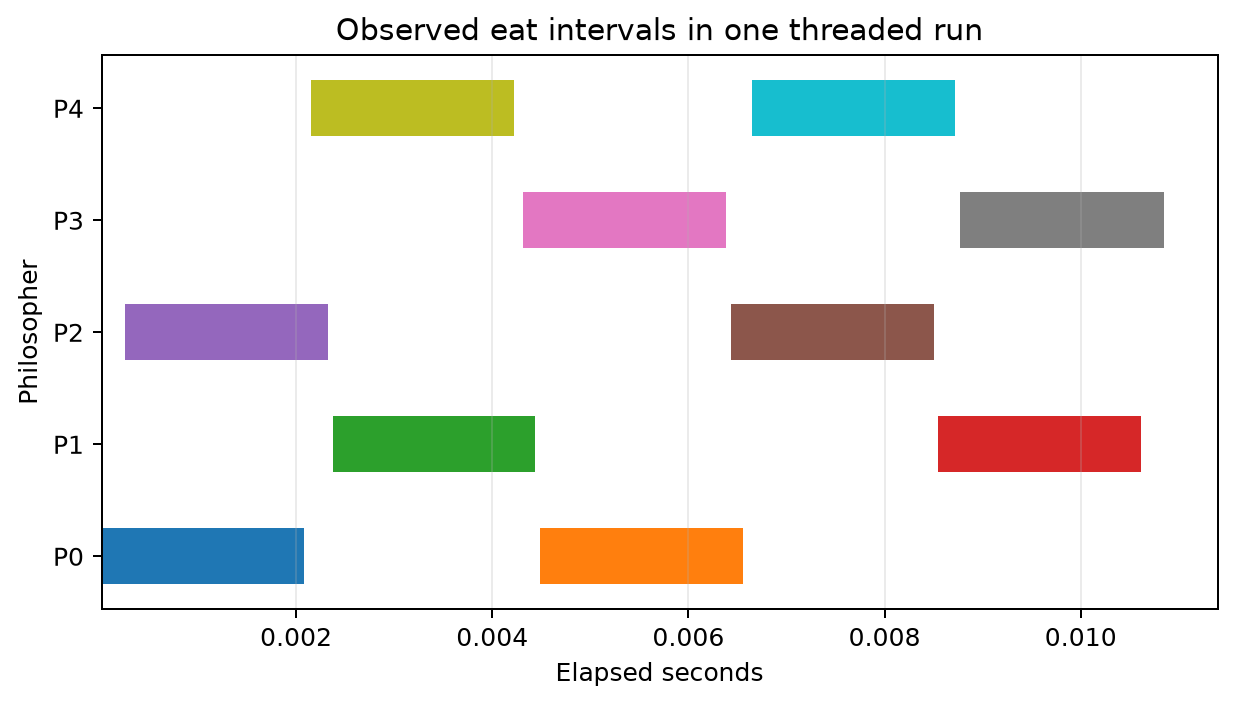 Observed eat intervals in one threaded run
Philosopher
P4
P3
P2
P1
P0
0.002 0.004 0.006 0.008 0.010
Elapsed seconds